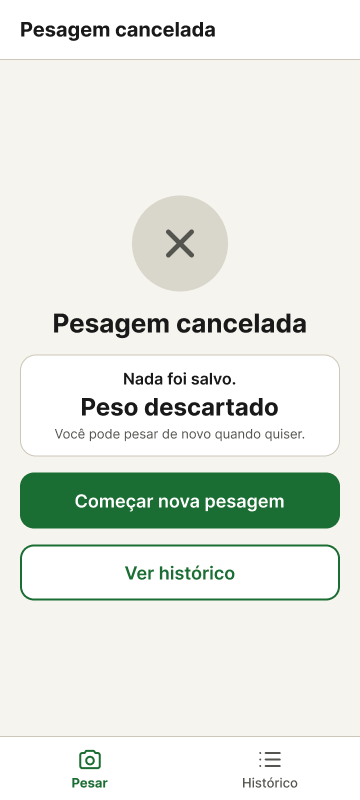 Pesagem cancelada
Pesagem cancelada
Nada foi salvo.
Peso descartado
Você pode pesar de novo quando quiser.
Começar nova pesagem
Ver histórico
Pesar
Histórico